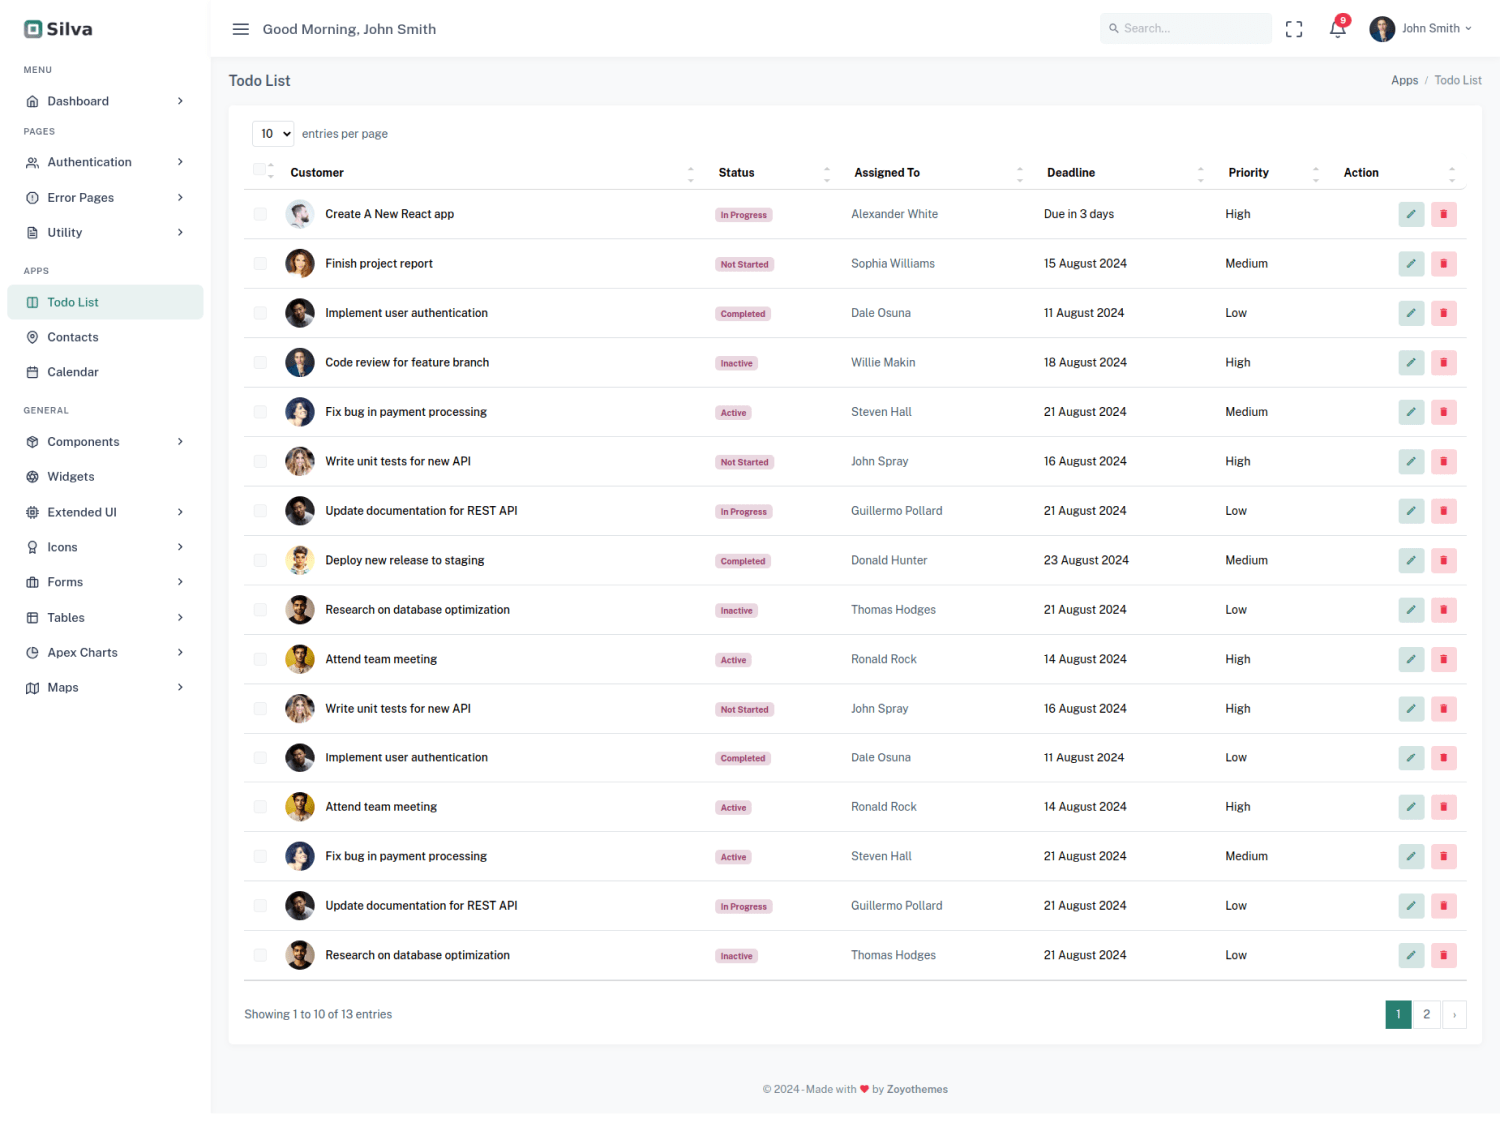 Silva
Good Morning, John Smith
Search...
9
John Smith
MENU
Dashboard
PAGES
Authentication
Error Pages
Utility
APPS
Todo List
Contacts
Calendar
GENERAL
Components
Widgets
Extended UI
Icons
Forms
Tables
Apex Charts
Maps
Todo List
Apps / Todo List
10 entries per page
Customer Status Assigned To Deadline Priority Action
Create A New React app In Progress Alexander White Due in 3 days High
Finish project report Not Started Sophia Williams 15 August 2024 Medium
Implement user authentication Completed Dale Osuna 11 August 2024 Low
Code review for feature branch Inactive Willie Makin 18 August 2024 High
Fix bug in payment processing Active Steven Hall 21 August 2024 Medium
Write unit tests for new API Not Started John Spray 16 August 2024 High
Update documentation for REST API In Progress Guillermo Pollard 21 August 2024 Low
Deploy new release to staging Completed Donald Hunter 23 August 2024 Medium
Research on database optimization Inactive Thomas Hodges 21 August 2024 Low
Attend team meeting Active Ronald Rock 14 August 2024 High
Write unit tests for new API Not Started John Spray 16 August 2024 High
Implement user authentication Completed Dale Osuna 11 August 2024 Low
Attend team meeting Active Ronald Rock 14 August 2024 High
Fix bug in payment processing Active Steven Hall 21 August 2024 Medium
Update documentation for REST API In Progress Guillermo Pollard 21 August 2024 Low
Research on database optimization Inactive Thomas Hodges 21 August 2024 Low
Showing 1 to 10 of 13 entries
1 2 ›
© 2024 - Made with ♥ by Zoyothemes